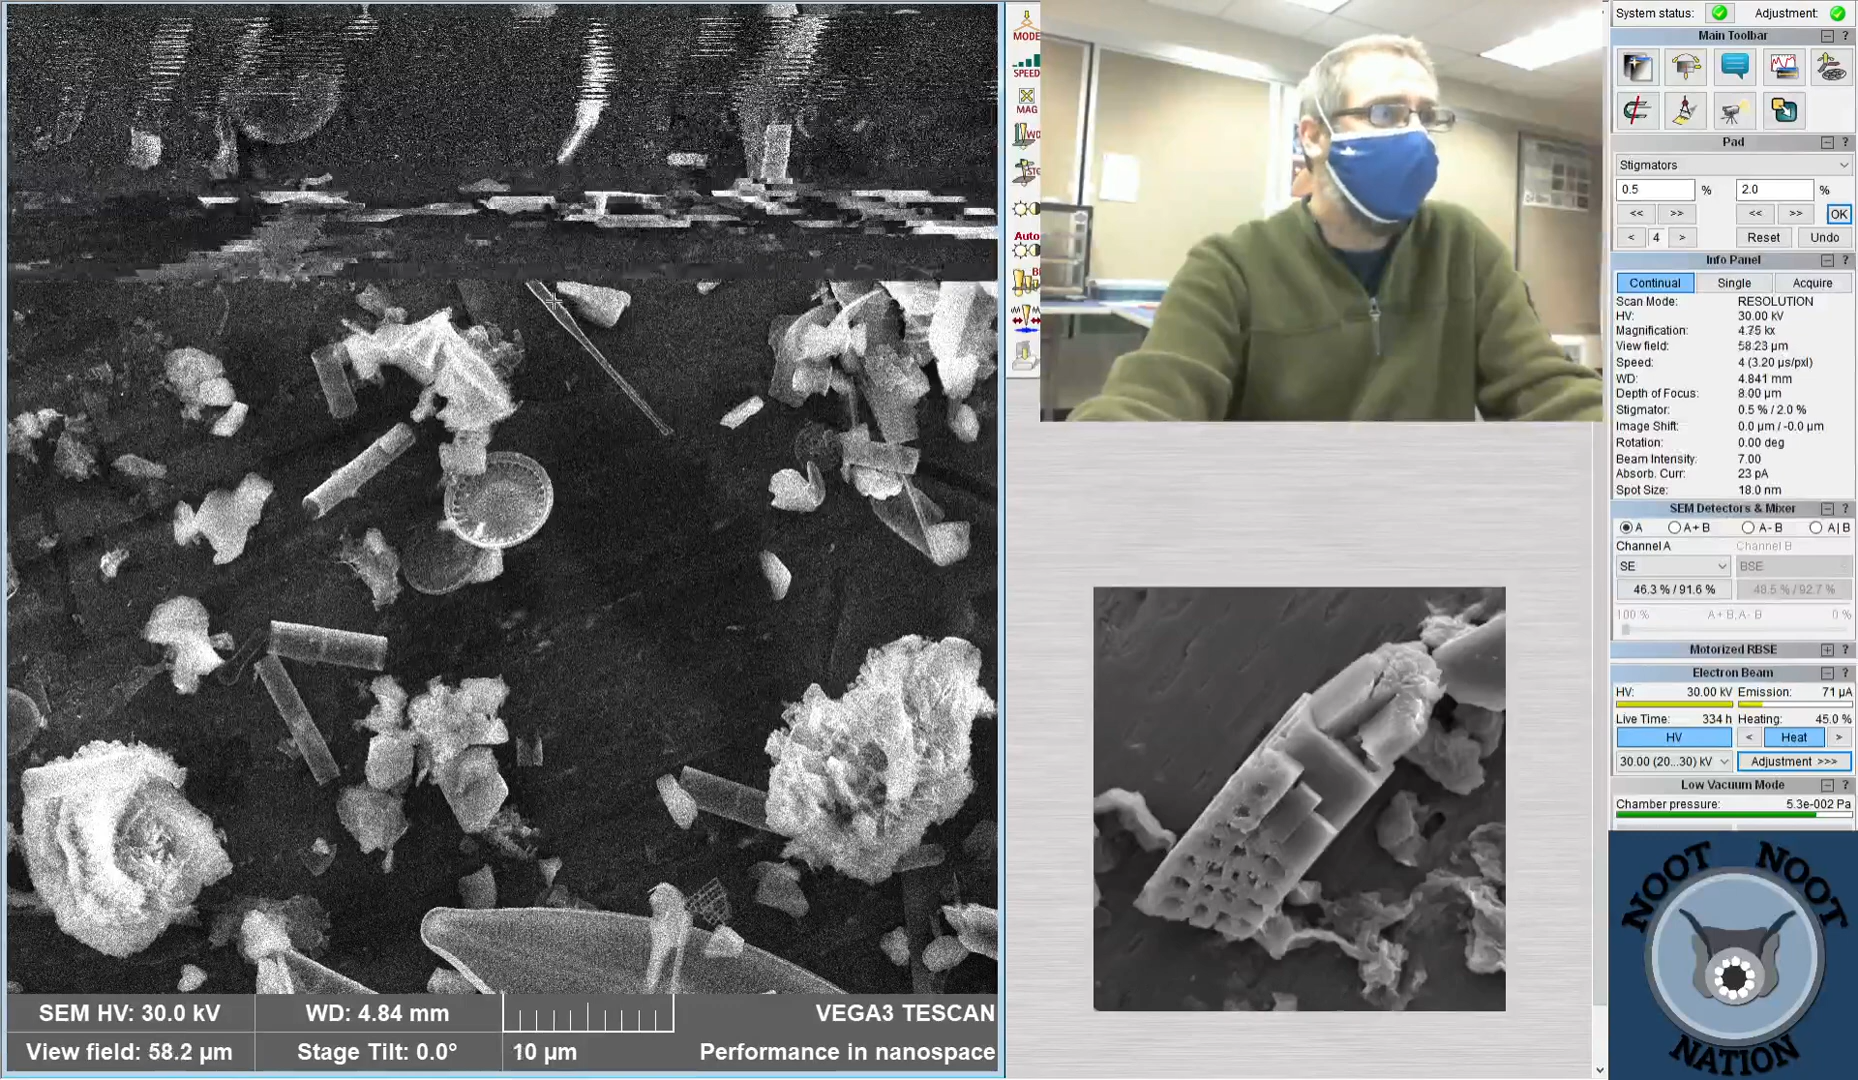 MODE
SPEED
MAG
WD
Auto
System status:
Adjustment:
Main Toolbar
?
Pad
?
Stigmators
0.5 %
2.0 %
<< >>
<< >>
OK
< 4 >
Reset
Undo
Info Panel
?
Continual
Single
Acquire
Scan Mode: RESOLUTION
HV: 30.00 kV
Magnification: 4.75 kx
View field: 58.23 µm
Speed: 4 (3.20 µs/pxl)
WD: 4.841 mm
Depth of Focus: 8.00 µm
Stigmator: 0.5 % / 2.0 %
Image Shift: 0.0 µm / -0.0 µm
Rotation: 0.00 deg
Beam Intensity: 7.00
Absorb. Curr: 23 pA
Spot Size: 18.0 nm
SEM Detectors & Mixer
?
A
A + B
A - B
A | B
Channel A
Channel B
SE
BSE
46.3 % / 91.6 %
48.5 % / 92.7 %
100 % A + B, A - B 0 %
Motorized RBSE
?
Electron Beam
?
HV: 30.00 kV
Emission: 71 µA
Live Time: 334 h
Heating: 45.0 %
HV
< Heat >
30.00 (20...30) kV
Adjustment >>>
Low Vacuum Mode
?
Chamber pressure: 5.3e-002 Pa
NOOT NOOT
NATION
SEM HV: 30.0 kV
WD: 4.84 mm
VEGA3 TESCAN
View field: 58.2 µm
Stage Tilt: 0.0°
10 µm
Performance in nanospace